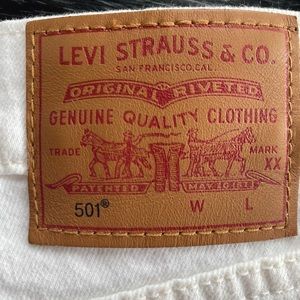 LEVI STRAUSS & CO.
SAN FRANCISCO, CAL.
ORIGINAL RIVETED
GENUINE QUALITY CLOTHING
TRADE MARK
XX
PATENTED MAY 20 1873
501® W L